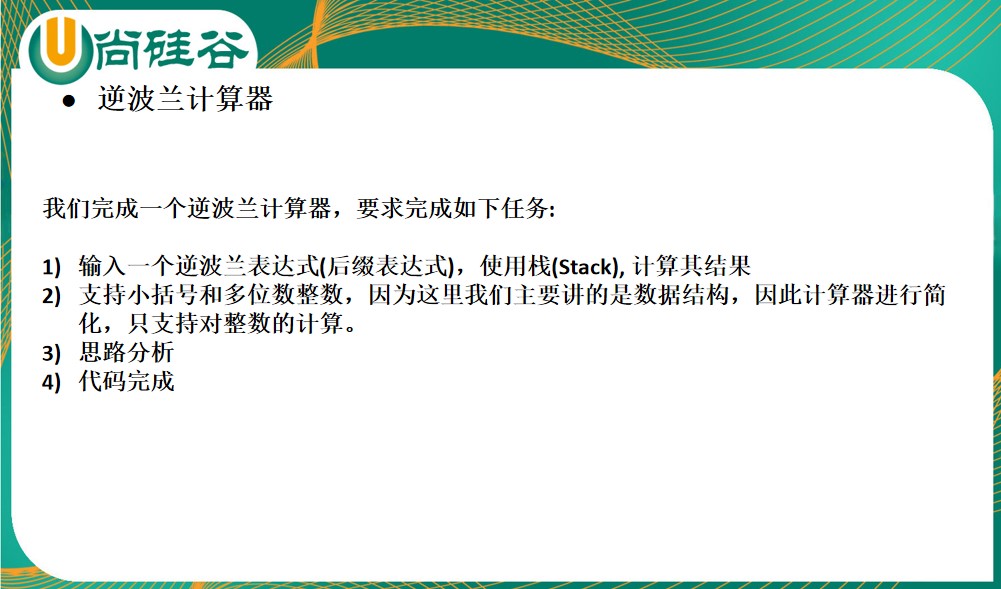 尚硅谷
● 逆波兰计算器
我们完成一个逆波兰计算器，要求完成如下任务:
1) 输入一个逆波兰表达式(后缀表达式)，使用栈(Stack), 计算其结果
2) 支持小括号和多位数整数，因为这里我们主要讲的是数据结构，因此计算器进行简
化，只支持对整数的计算。
3) 思路分析
4) 代码完成